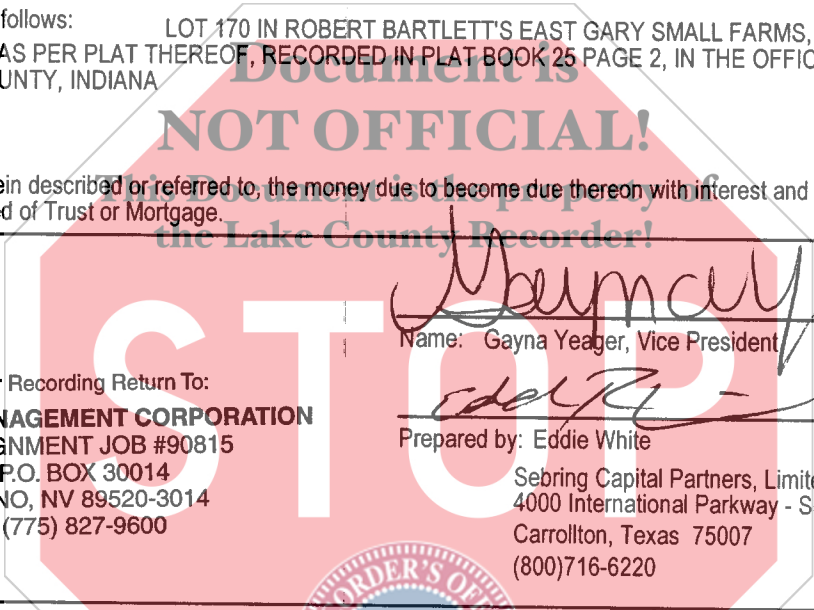 follows: LOT 170 IN ROBERT BARTLETT'S EAST GARY SMALL FARMS,
AS PER PLAT THEREOF, RECORDED IN PLAT BOOK 25 PAGE 2, IN THE OFFIC
UNTY, INDIANA
Document is
NOT OFFICIAL!
ein described or referred to, the money due to become due thereon with interest and
This Document is the property of
d of Trust or Mortgage.
the Lake County Recorder!
Name: Gayna Yeager, Vice President
Recording Return To:
NAGEMENT CORPORATION
GNMENT JOB #90815
P.O. BOX 30014
NO, NV 89520-3014
(775) 827-9600
Prepared by: Eddie White
Sebring Capital Partners, Limite
4000 International Parkway - S
Carrollton, Texas 75007
(800)716-6220
STOP
ORDER'S OF